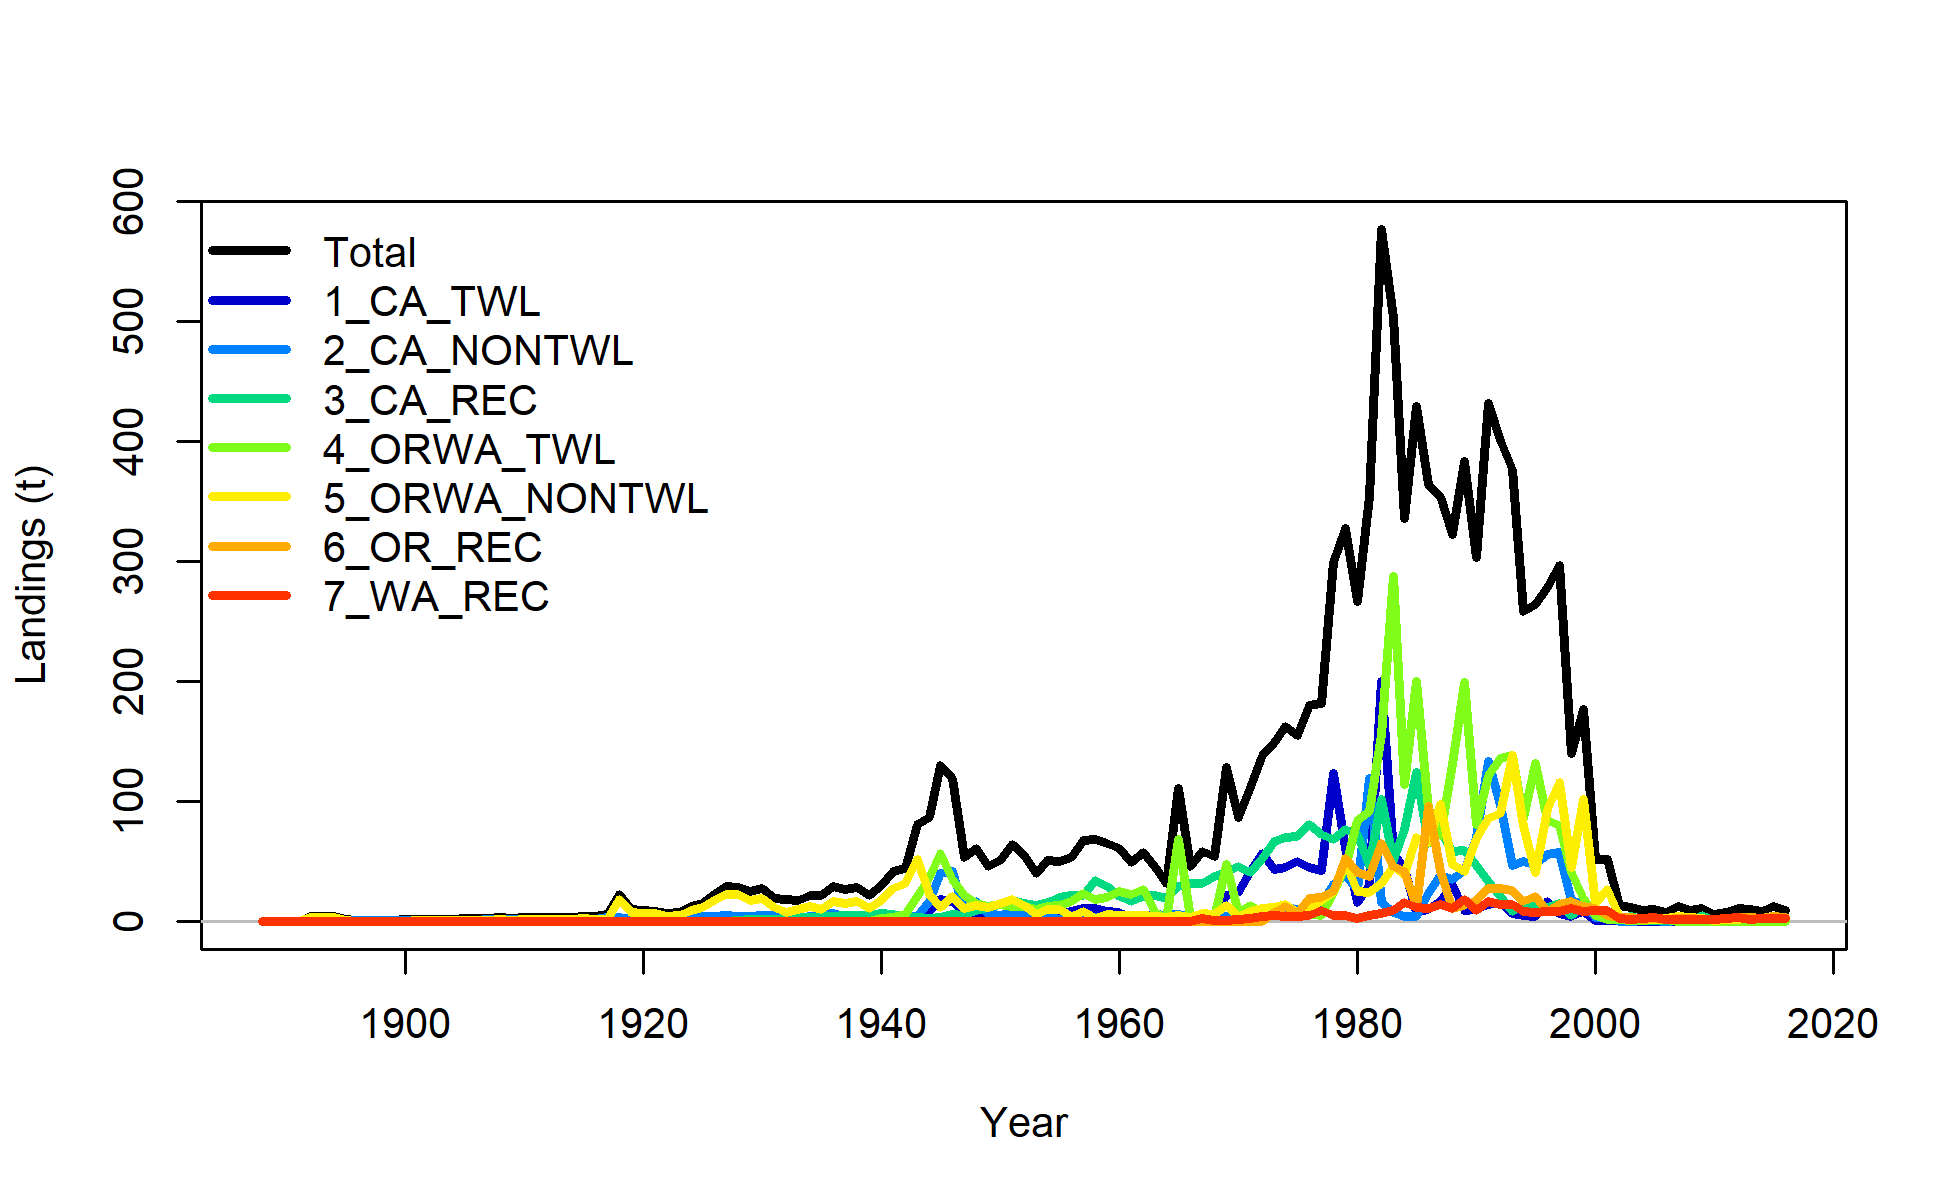 Total
1_CA_TWL
2_CA_NONTWL
3_CA_REC
4_ORWA_TWL
5_ORWA_NONTWL
6_OR_REC
7_WA_REC
Landings (t)
600
500
400
300
200
100
0
1900 1920 1940 1960 1980 2000 2020
Year